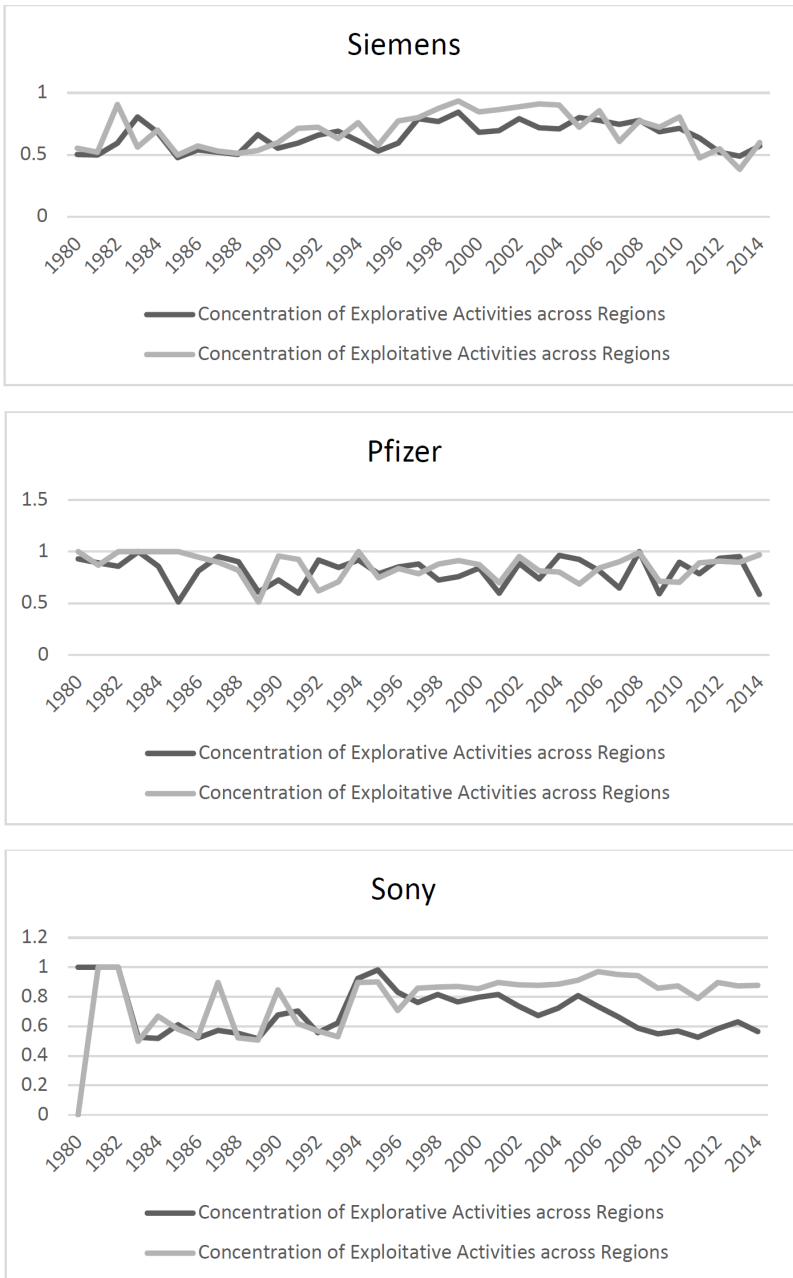 Siemens
1
0.5
0
1980 1982 1984 1986 1988 1990 1992 1994 1996 1998 2000 2002 2004 2006 2008 2010 2012 2014
Concentration of Explorative Activities across Regions
Concentration of Exploitative Activities across Regions
Pfizer
1.5
1
0.5
0
1980 1982 1984 1986 1988 1990 1992 1994 1996 1998 2000 2002 2004 2006 2008 2010 2012 2014
Concentration of Explorative Activities across Regions
Concentration of Exploitative Activities across Regions
Sony
1.2
1
0.8
0.6
0.4
0.2
0
1980 1982 1984 1986 1988 1990 1992 1994 1996 1998 2000 2002 2004 2006 2008 2010 2012 2014
Concentration of Explorative Activities across Regions
Concentration of Exploitative Activities across Regions